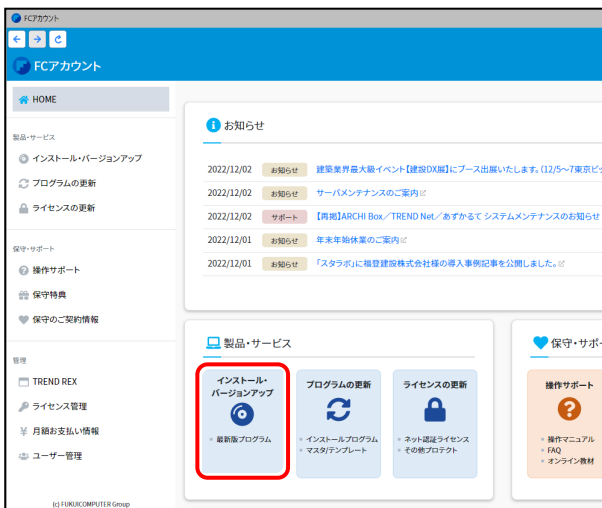 FCアカウント
FCアカウント
HOME
製品・サービス
インストール・バージョンアップ
プログラムの更新
ライセンスの更新
保守・サポート
操作サポート
保守特典
保守のご契約情報
管理
TREND REX
ライセンス管理
月額お支払い情報
ユーザー管理
(c) FUKUICOMPUTER Group
お知らせ
2022/12/02 お知らせ 建築業界最大級イベント【建設DX展】にブース出展いたします。(12/5～7東京ビッ
2022/12/02 お知らせ サーバメンテナンスのご案内
2022/12/02 サポート 【再掲】ARCHI Box／TREND Net／あずかるて システムメンテナンスのお知らせ
2022/12/01 お知らせ 年末年始休業のご案内
2022/12/01 お知らせ 「スタラボ」に福登建設株式会社様の導入事例記事を公開しました。
製品・サービス
インストール・
バージョンアップ
最新版プログラム
プログラムの更新
インストールプログラム
マスタ/テンプレート
ライセンスの更新
ネット認証ライセンス
その他プロテクト
保守・サポー
操作サポート
操作マニュアル
FAQ
オンライン教材